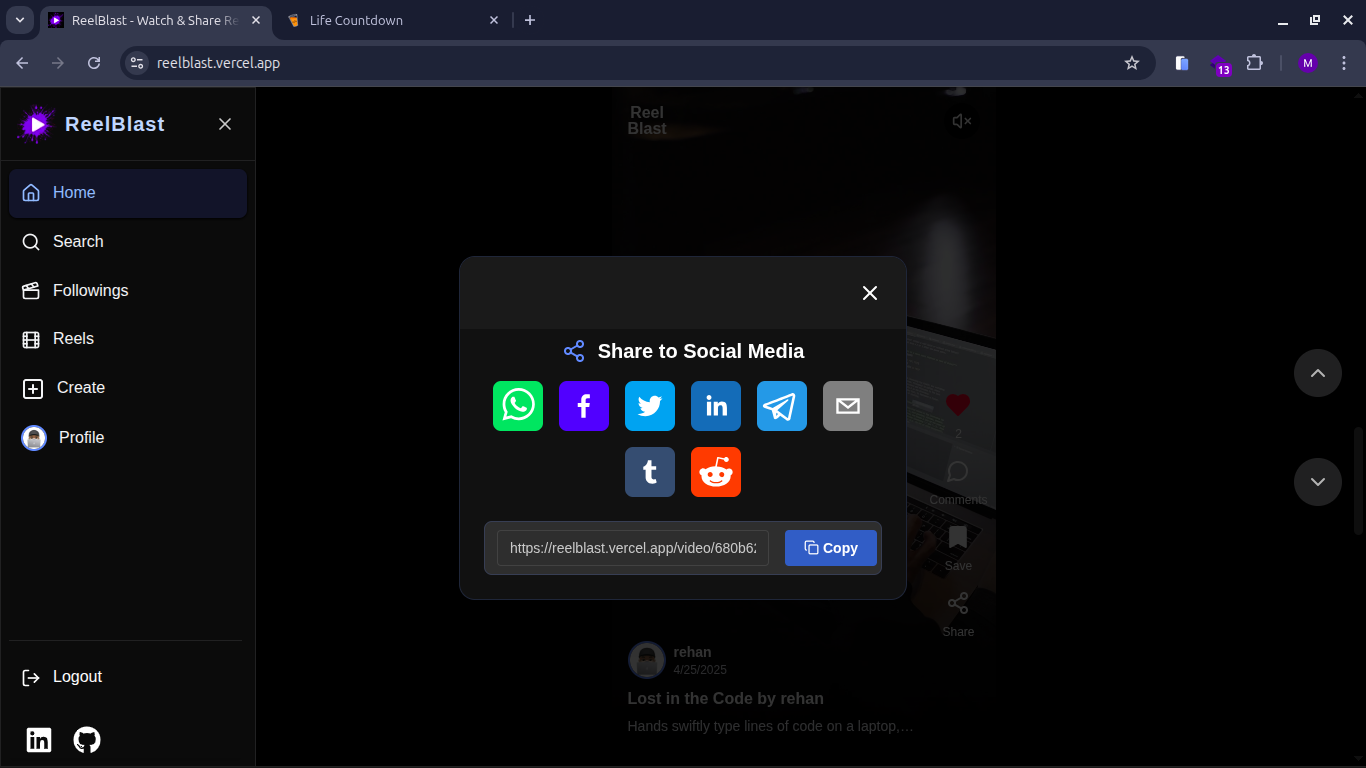 ReelBlast - Watch & Share Re
Life Countdown
reelblast.vercel.app
13
M
ReelBlast
Home
Search
Followings
Reels
Create
Profile
Logout
Reel
Blast
Share to Social Media
https://reelblast.vercel.app/video/680b62
Copy
2
Comments
Save
Share
rehan
4/25/2025
Lost in the Code by rehan
Hands swiftly type lines of code on a laptop,…